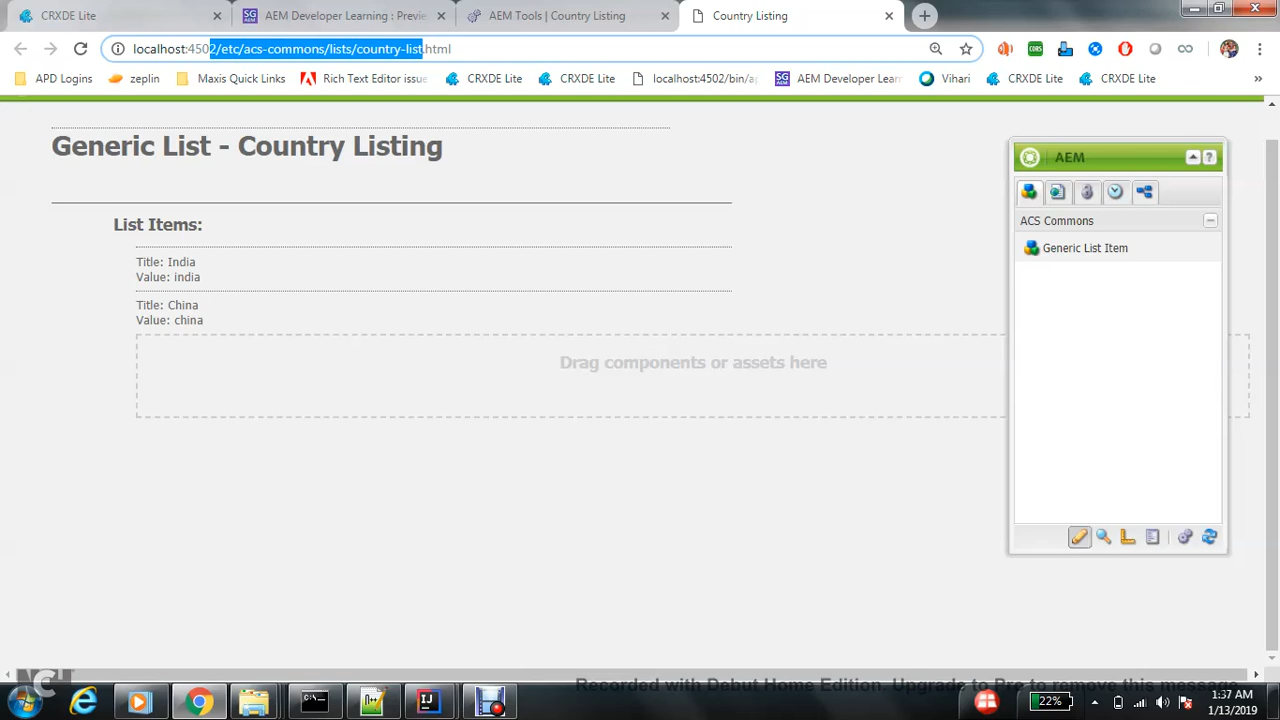 CRXDE Lite
AEM Developer Learning : Previe
AEM Tools | Country Listing
Country Listing
localhost:4502/etc/acs-commons/lists/country-list.html
APD Logins
zeplin
Maxis Quick Links
Rich Text Editor issue
CRXDE Lite
CRXDE Lite
localhost:4502/bin/a
AEM Developer Lear
Vihari
CRXDE Lite
CRXDE Lite
Generic List - Country Listing
List Items:
Title: India
Value: india
Title: China
Value: china
Drag components or assets here
AEM
ACS Commons
Generic List Item
Recorded with Debut Home Edition. Upgrade to Pro to remove this message
22%
1:37 AM
1/13/2019